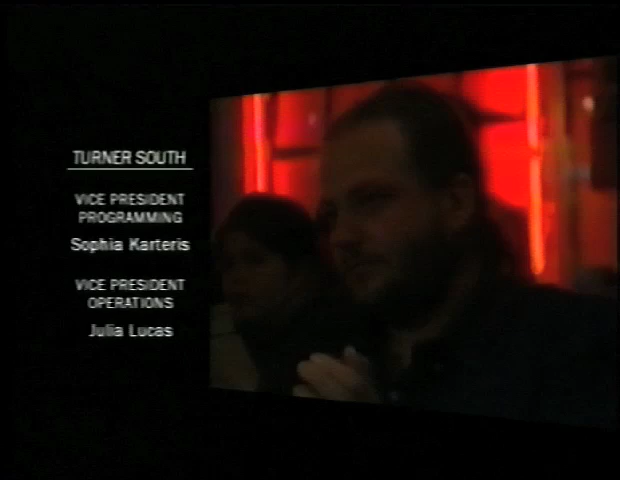 TURNER SOUTH
VICE PRESIDENT
PROGRAMMING
Sophia Karteris
VICE PRESIDENT
OPERATIONS
Julia Lucas